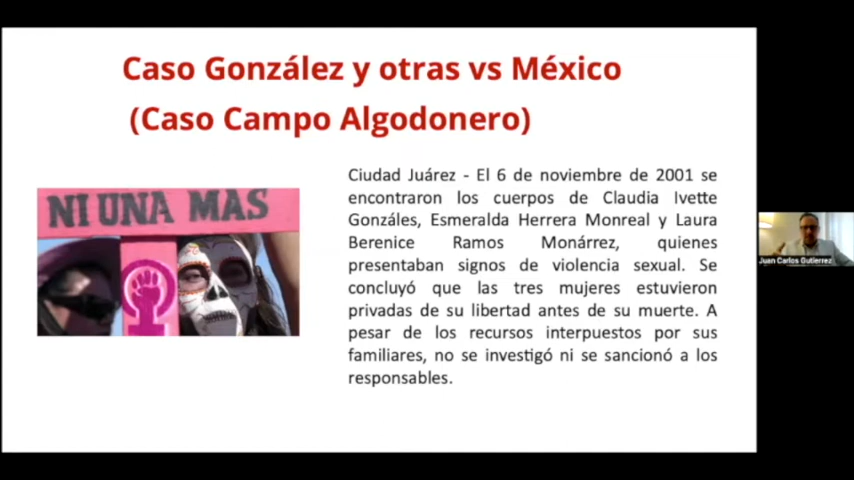 Caso González y otras vs México
(Caso Campo Algodonero)
NI UNA MAS
Ciudad Juárez - El 6 de noviembre de 2001 se
encontraron los cuerpos de Claudia Ivette
Gonzáles, Esmeralda Herrera Monreal y Laura
Berenice Ramos Monárrez, quienes
presentaban signos de violencia sexual. Se
concluyó que las tres mujeres estuvieron
privadas de su libertad antes de su muerte. A
pesar de los recursos interpuestos por sus
familiares, no se investigó ni se sancionó a los
responsables.
Juan Carlos Gutierrez